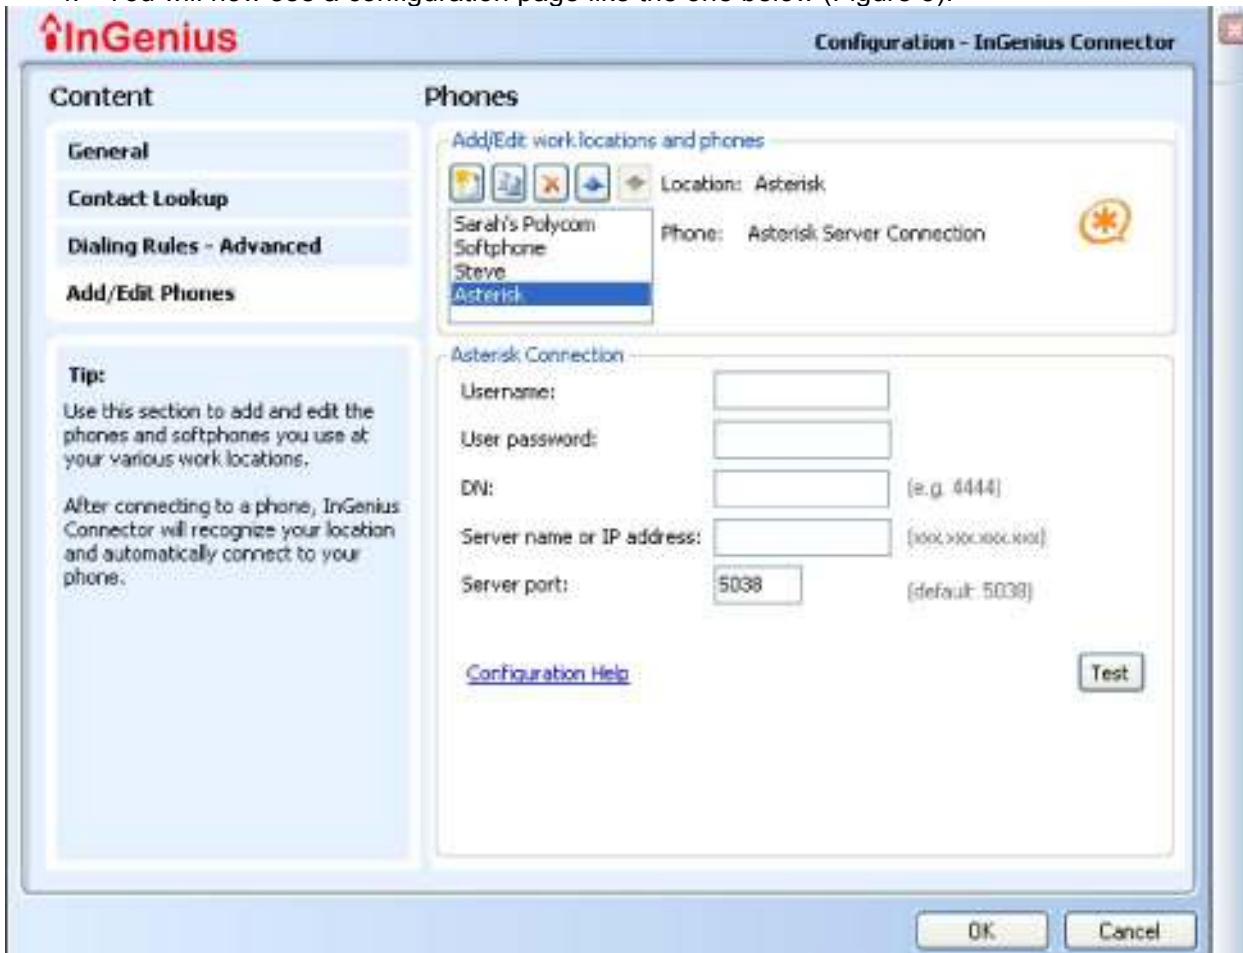 InGenius
Configuration - InGenius Connector
Content
General
Contact Lookup
Dialing Rules - Advanced
Add/Edit Phones
Tip:
Use this section to add and edit the
phones and softphones you use at
your various work locations.
After connecting to a phone, InGenius
Connector will recognize your location
and automatically connect to your
phone.
Phones
Add/Edit work locations and phones
Location: Asterisk
Phone: Asterisk Server Connection
Sarah's Polycom
Softphone
Steve
Asterisk
Asterisk Connection
Username:
User password:
DN:
(e.g. 4444)
Server name or IP address:
(xxx.xxx.xxx.xxx)
Server port:
5038
(default: 5038)
Configuration Help
Test
OK
Cancel